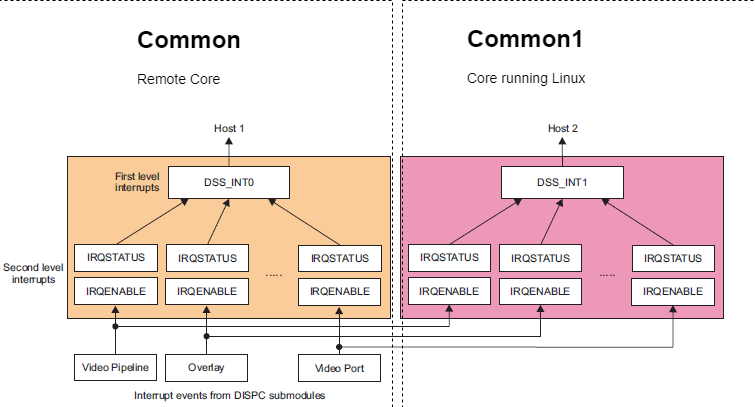 Common
Common1
Remote Core
Core running Linux
Host 1
Host 2
First level
interrupts
DSS_INT0
DSS_INT1
IRQSTATUS
IRQSTATUS
IRQSTATUS
IRQSTATUS
IRQSTATUS
IRQSTATUS
Second level
interrupts
.....
.....
IRQENABLE
IRQENABLE
IRQENABLE
IRQENABLE
IRQENABLE
IRQENABLE
Video Pipeline
Overlay
Video Port
Interrupt events from DISPC submodules